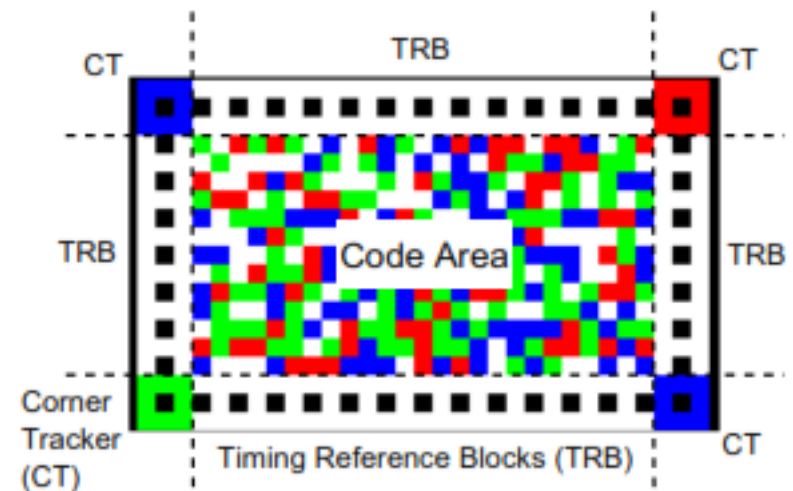 TRB
CT
CT
TRB
Code Area
TRB
Corner
Tracker
(CT)
Timing Reference Blocks (TRB)
CT